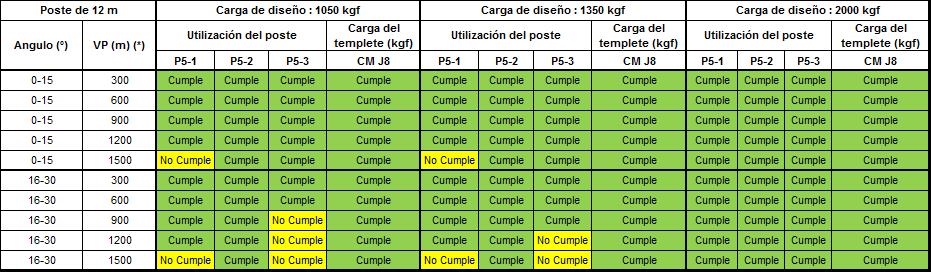 Poste de 12 m Carga de diseño : 1050 kgf Carga de diseño : 1350 kgf Carga de diseño : 2000 kgf
Angulo (°) VP (m) (*) Utilización del poste Carga del templete (kgf) Utilización del poste Carga del templete (kgf) Utilización del poste Carga del templete (kgf)
P5-1 P5-2 P5-3 CM J8 P5-1 P5-2 P5-3 CM J8 P5-1 P5-2 P5-3 CM J8
0-15 300 Cumple Cumple Cumple Cumple Cumple Cumple Cumple Cumple Cumple Cumple Cumple Cumple
0-15 600 Cumple Cumple Cumple Cumple Cumple Cumple Cumple Cumple Cumple Cumple Cumple Cumple
0-15 900 Cumple Cumple Cumple Cumple Cumple Cumple Cumple Cumple Cumple Cumple Cumple Cumple
0-15 1200 Cumple Cumple Cumple Cumple Cumple Cumple Cumple Cumple Cumple Cumple Cumple Cumple
0-15 1500 No Cumple Cumple Cumple Cumple No Cumple Cumple Cumple Cumple Cumple Cumple Cumple Cumple
16-30 300 Cumple Cumple Cumple Cumple Cumple Cumple Cumple Cumple Cumple Cumple Cumple Cumple
16-30 600 Cumple Cumple Cumple Cumple Cumple Cumple Cumple Cumple Cumple Cumple Cumple Cumple
16-30 900 Cumple Cumple No Cumple Cumple Cumple Cumple Cumple Cumple Cumple Cumple Cumple Cumple
16-30 1200 Cumple Cumple No Cumple Cumple Cumple Cumple No Cumple Cumple Cumple Cumple Cumple Cumple
16-30 1500 No Cumple Cumple No Cumple Cumple No Cumple Cumple No Cumple Cumple Cumple Cumple Cumple Cumple